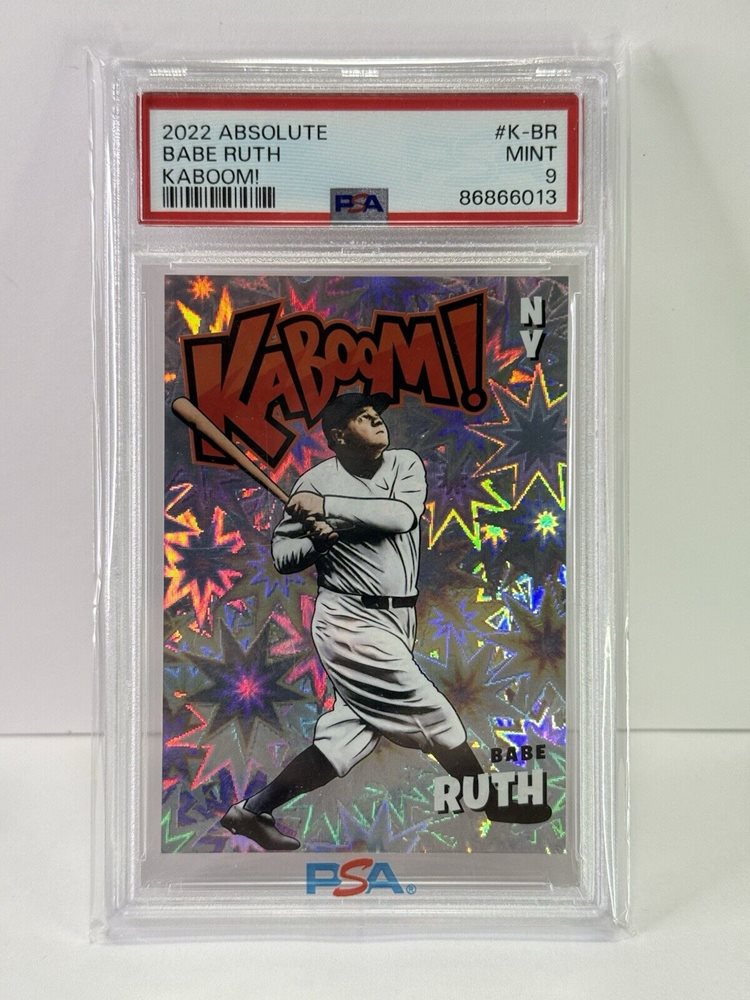 2022 ABSOLUTE #K-BR
BABE RUTH MINT
KABOOM! 9
PSA 86866013
KABOOM!
NY
BABE
RUTH
PSA®